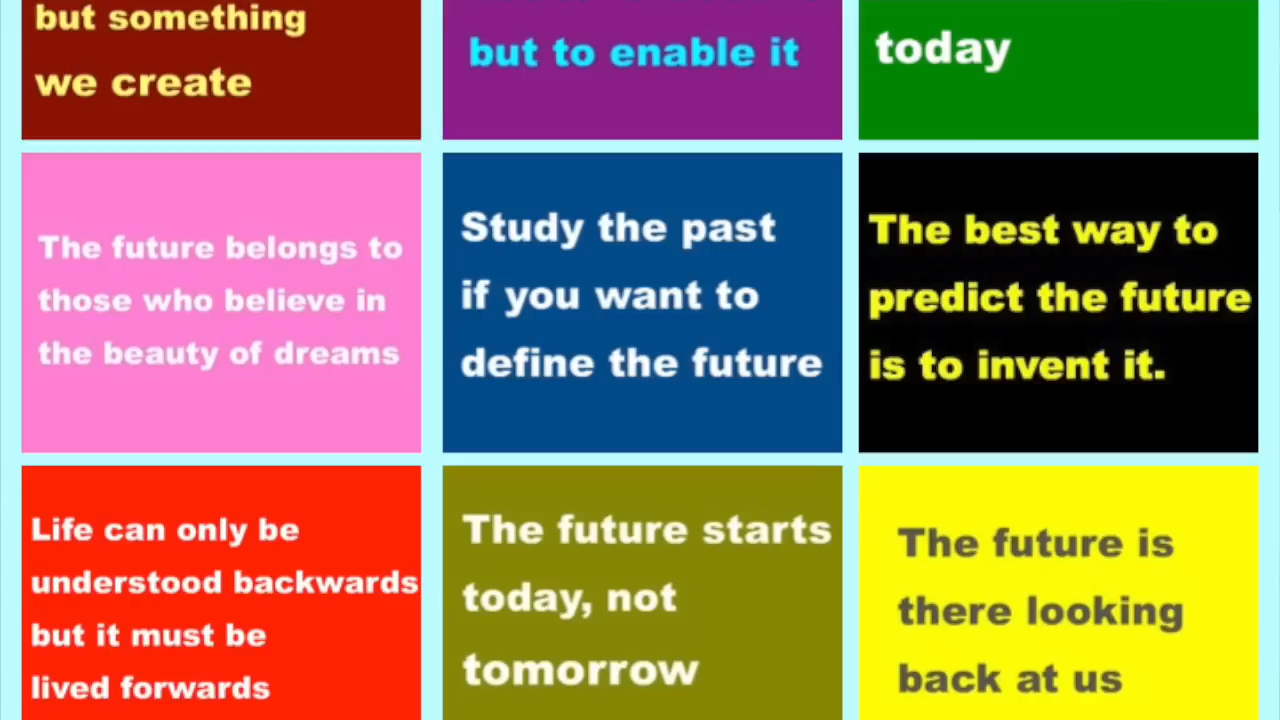 but something
we create
but to enable it
today
The future belongs to
those who believe in
the beauty of dreams
Study the past
if you want to
define the future
The best way to
predict the future
is to invent it.
Life can only be
understood backwards
but it must be
lived forwards
The future starts
today, not
tomorrow
The future is
there looking
back at us